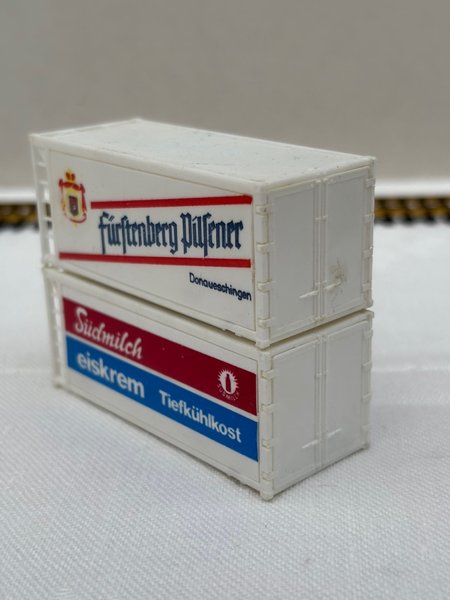 Fürstenberg Pilsener
Donaueschingen
Südmilch
eiskrem Tiefkühlkost